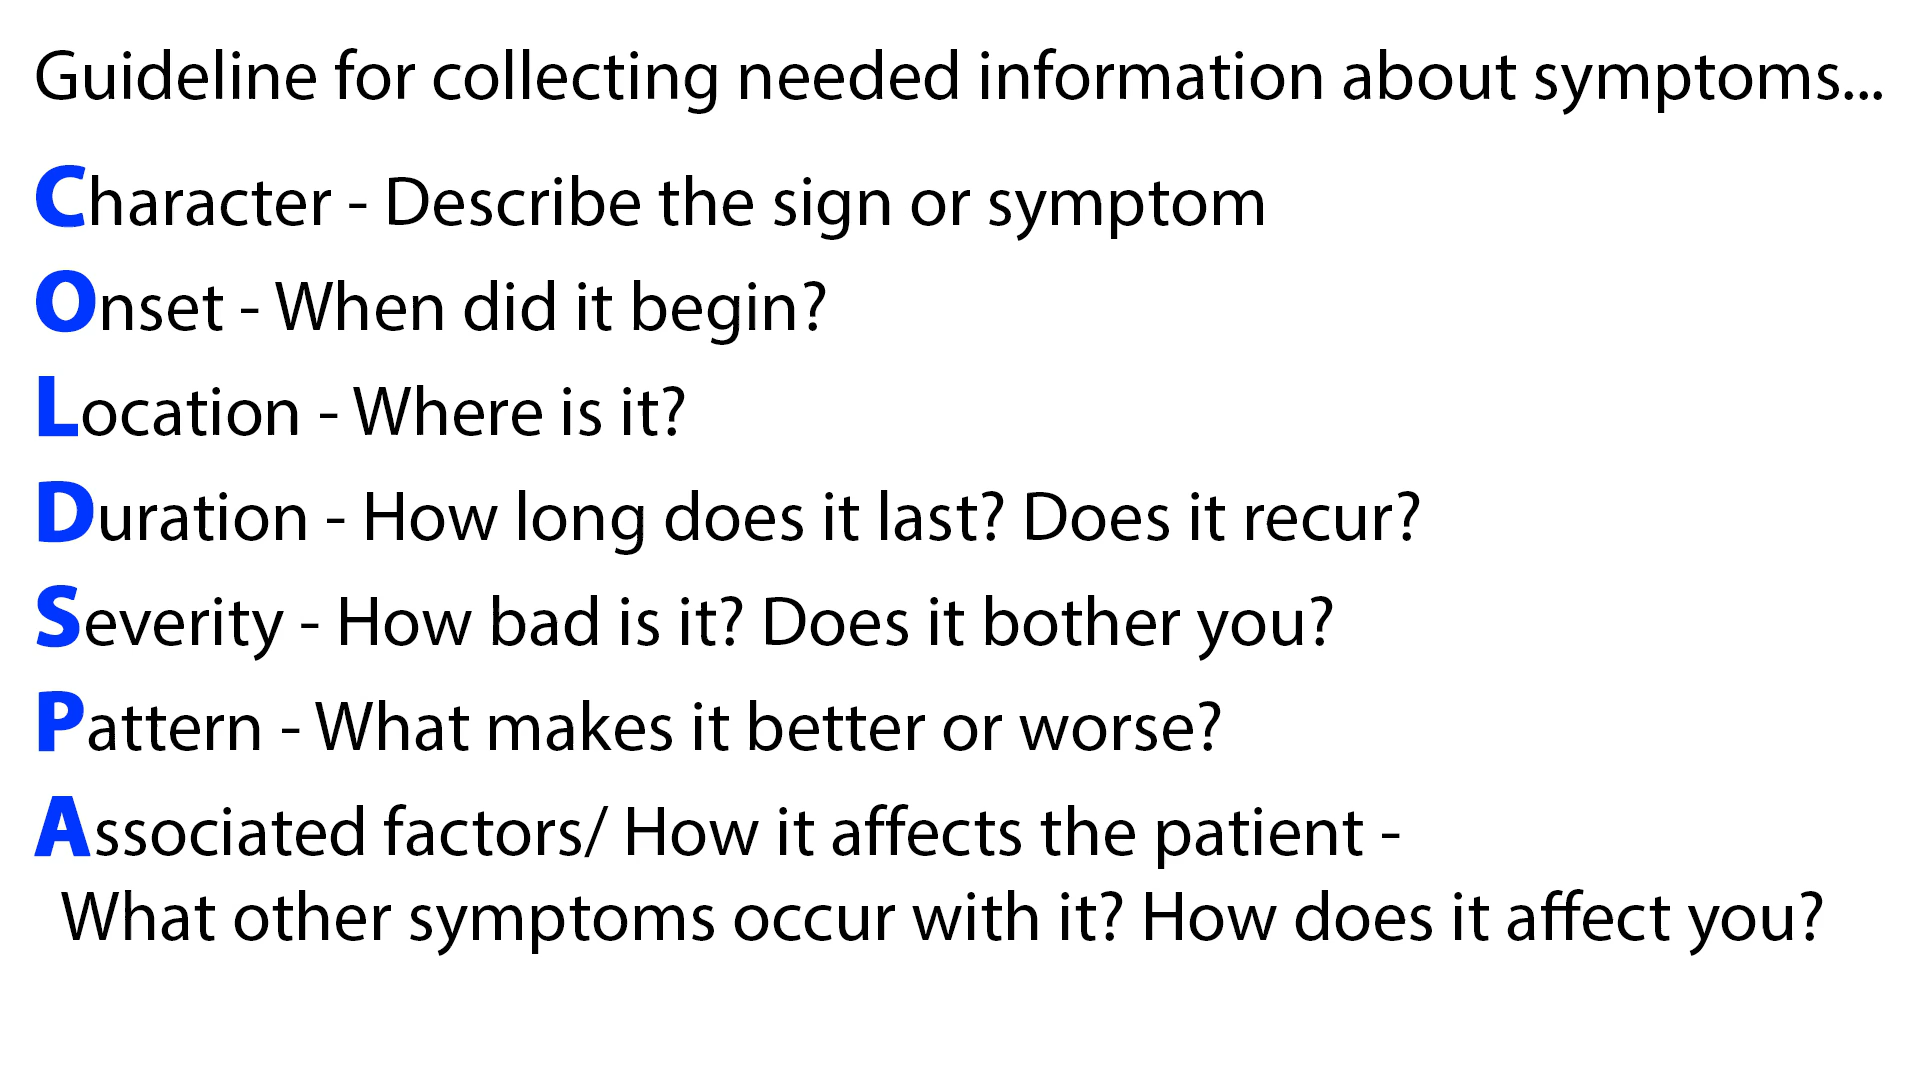 Guideline for collecting needed information about symptoms...
Character - Describe the sign or symptom
Onset - When did it begin?
Location - Where is it?
Duration - How long does it last? Does it recur?
Severity - How bad is it? Does it bother you?
Pattern - What makes it better or worse?
Associated factors/ How it affects the patient -
What other symptoms occur with it? How does it affect you?